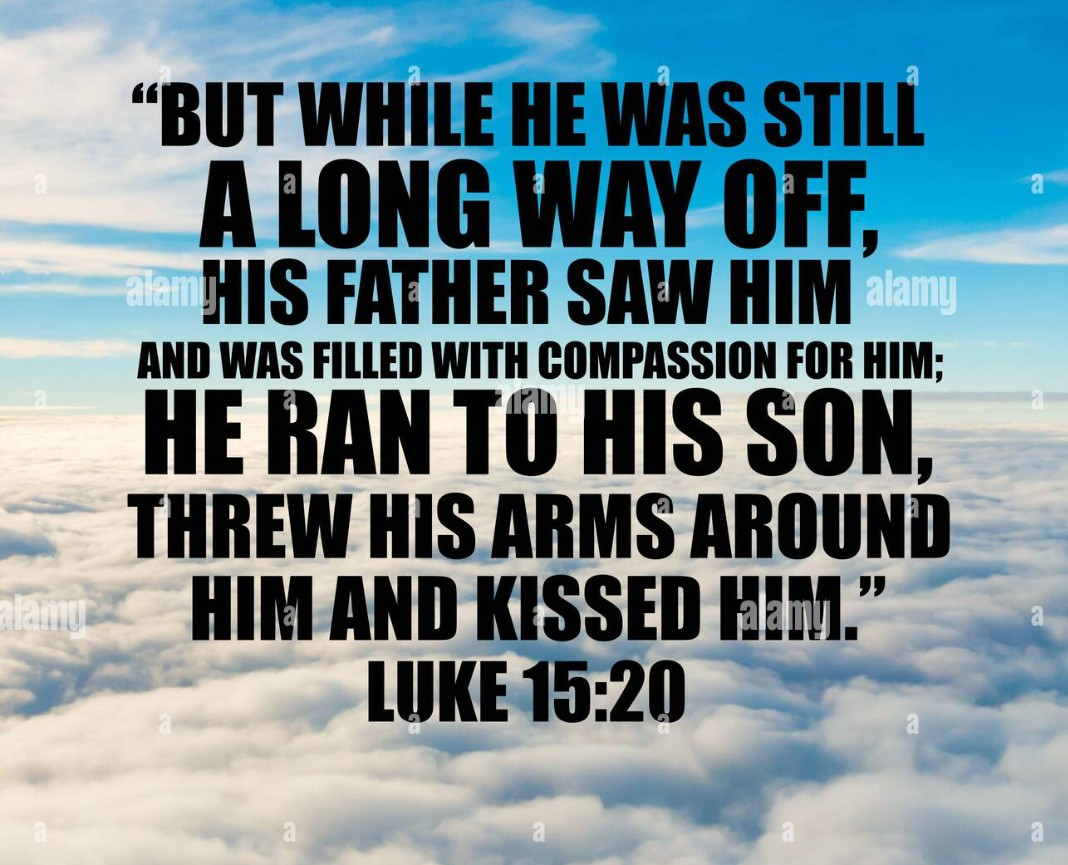 “BUT WHILE HE WAS STILL
A LONG WAY OFF,
HIS FATHER SAW HIM
AND WAS FILLED WITH COMPASSION FOR HIM;
HE RAN TO HIS SON,
THREW HIS ARMS AROUND
HIM AND KISSED HIM.”
LUKE 15:20
alamy
alamy
alamy
alamy
alamy